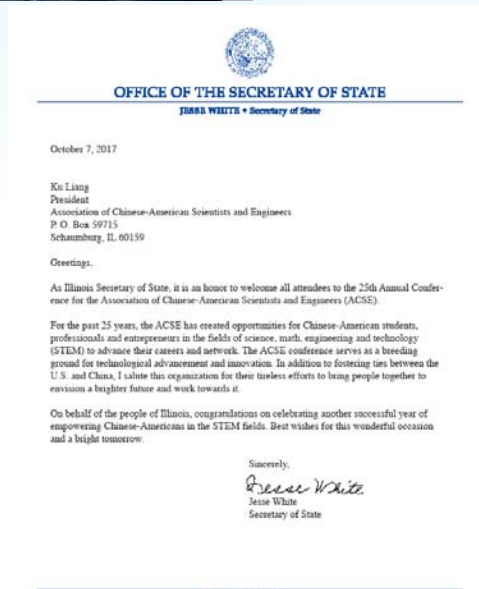 OFFICE OF THE SECRETARY OF STATE
JESSE WHITE • Secretary of State
October 7, 2017
Ku Liang
President
Association of Chinese-American Scientists and Engineers
P. O. Box 59715
Schaumburg, IL 60159
Greetings,
As Illinois Secretary of State, it is an honor to welcome all attendees to the 25th Annual Confer-
ence for the Association of Chinese-American Scientists and Engineers (ACSE).
For the past 25 years, the ACSE has created opportunities for Chinese-American students,
professionals and entrepreneurs in the fields of science, math, engineering and technology
(STEM) to advance their careers and network. The ACSE conference serves as a breeding
ground for technological advancement and innovation. In addition to fostering ties between the
U.S. and China, I salute this organization for their tireless efforts to bring people together to
envision a brighter future and work towards it.
On behalf of the people of Illinois, congratulations on celebrating another successful year of
empowering Chinese-Americans in the STEM fields. Best wishes for this wonderful occasion
and a bright tomorrow.
Sincerely,
Jesse White
Jesse White
Secretary of State